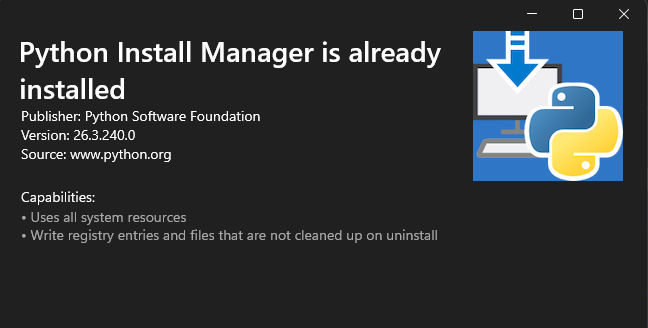 Python Install Manager is already
installed
Publisher: Python Software Foundation
Version: 26.3.240.0
Source: www.python.org
Capabilities:
• Uses all system resources
• Write registry entries and files that are not cleaned up on uninstall